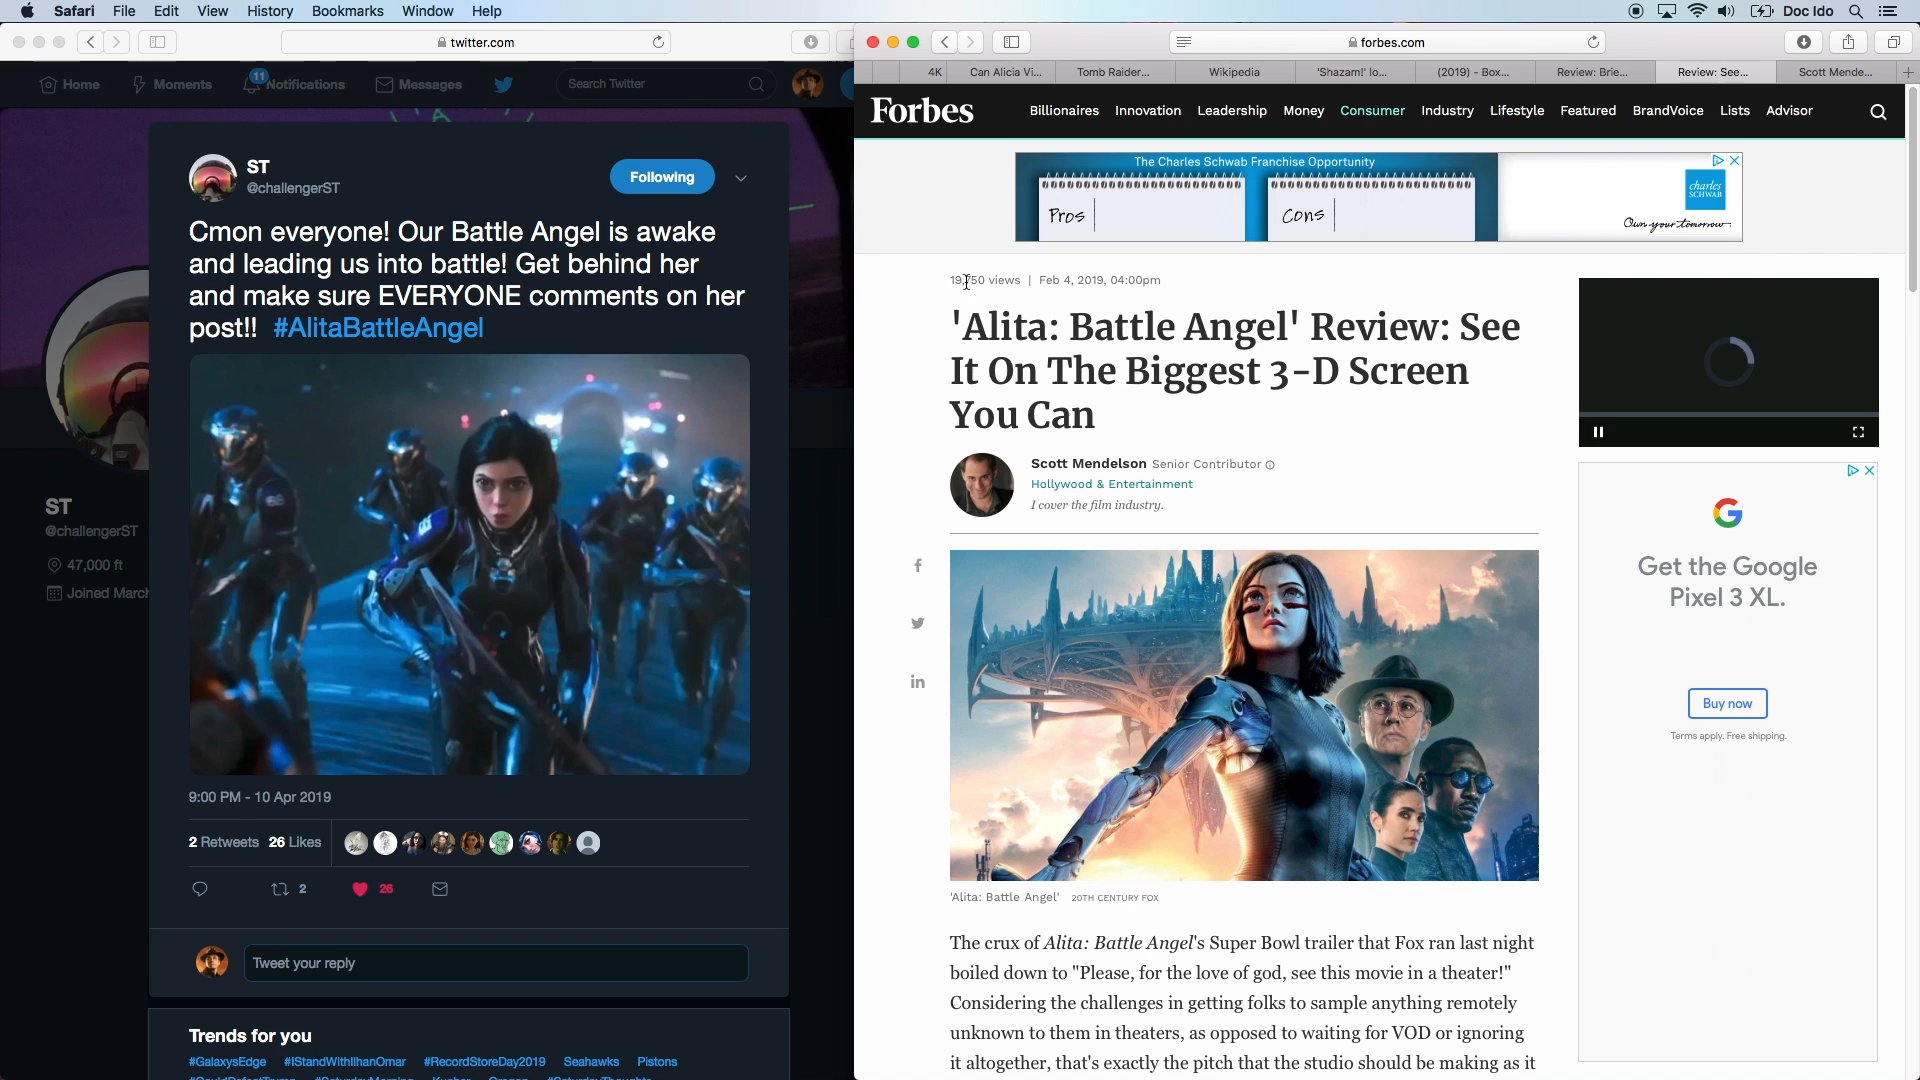 Safari File Edit View History Bookmarks Window Help
Doc Ido
twitter.com
Home Moments 11 Notifications Messages Search Twitter
ST
@challengerST
Following
Cmon everyone! Our Battle Angel is awake
and leading us into battle! Get behind her
and make sure EVERYONE comments on her
post!! #AlitaBattleAngel
ST
@challengerST
47,000 ft
Joined March
9:00 PM - 10 Apr 2019
2 Retweets 26 Likes
2 26
Tweet your reply
Trends for you
#GalaxysEdge #IStandWithIlhanOmar #RecordStoreDay2019 Seahawks Pistons
forbes.com
4K Can Alicia Vi... Tomb Raider... Wikipedia 'Shazam!' lo... (2019) - Box... Review: Brie... Review: See... Scott Mende...
Forbes Billionaires Innovation Leadership Money Consumer Industry Lifestyle Featured BrandVoice Lists Advisor
The Charles Schwab Franchise Opportunity
Pros Cons
charles
SCHWAB
Own your tomorrow.
views | Feb 4, 2019, 04:00pm
'Alita: Battle Angel' Review: See
It On The Biggest 3-D Screen
You Can
Scott Mendelson Senior Contributor
Hollywood & Entertainment
I cover the film industry.
'Alita: Battle Angel' 20TH CENTURY FOX
The crux of Alita: Battle Angel's Super Bowl trailer that Fox ran last night
boiled down to "Please, for the love of god, see this movie in a theater!"
Considering the challenges in getting folks to sample anything remotely
unknown to them in theaters, as opposed to waiting for VOD or ignoring
it altogether, that's exactly the pitch that the studio should be making as it
Get the Google
Pixel 3 XL.
Buy now
Terms apply. Free shipping.